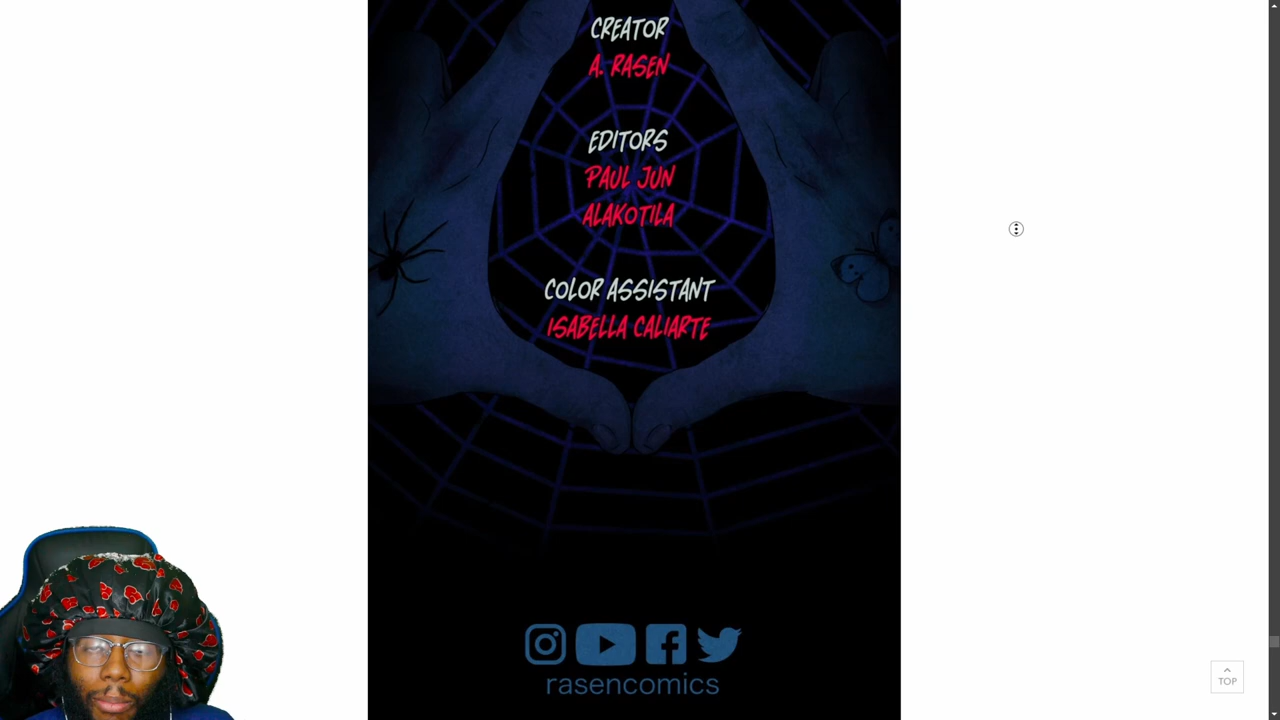 CREATOR
A. RASEN
EDITORS
PAUL JUN
ALAKOTILA
COLOR ASSISTANT
ISABELLA CALIARTE
rasencomics
TOP